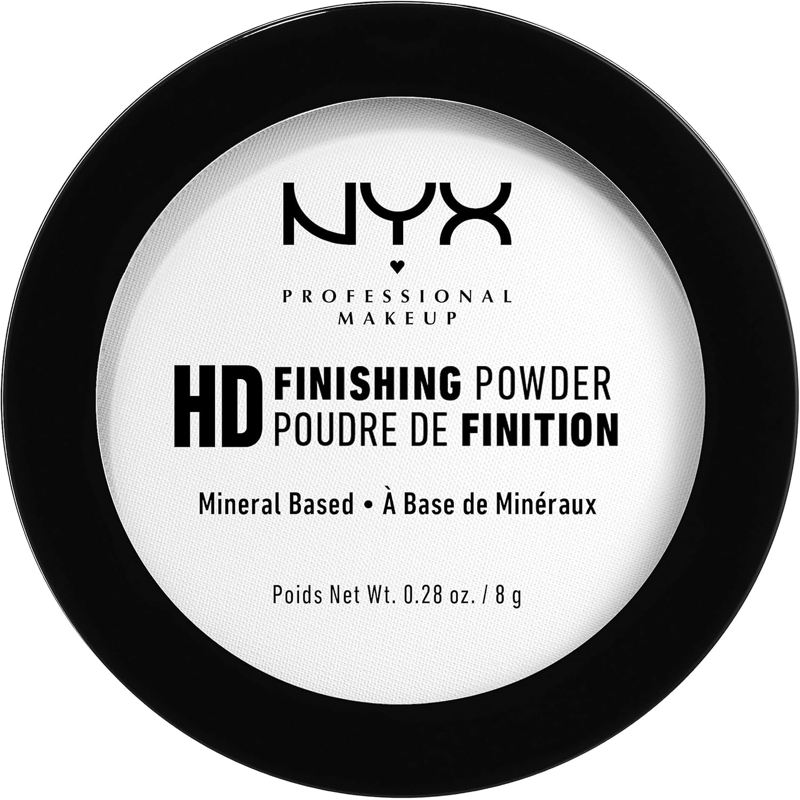 NYX
PROFESSIONAL
MAKEUP
HD FINISHING POWDER
POUDRE DE FINITION
Mineral Based • À Base de Minéraux
Poids Net Wt. 0.28 oz. / 8 g